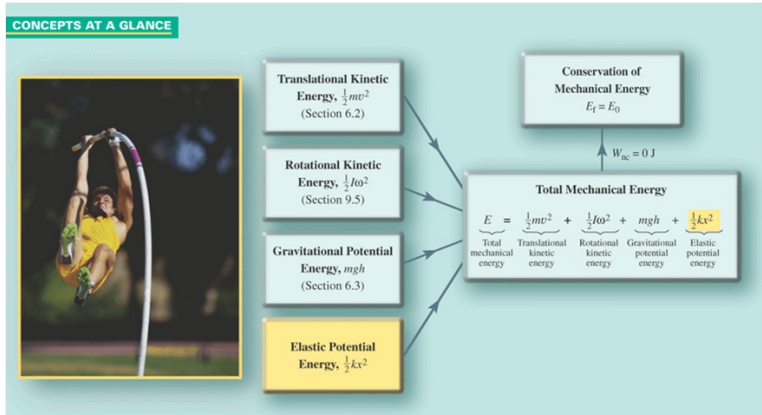 CONCEPTS AT A GLANCE
Translational Kinetic
Energy, ½mv²
(Section 6.2)
Rotational Kinetic
Energy, ½Iω²
(Section 9.5)
Gravitational Potential
Energy, mgh
(Section 6.3)
Elastic Potential
Energy, ½kx²
Conservation of
Mechanical Energy
E_f = E_0
W_nc = 0 J
Total Mechanical Energy
E = ½mv² + ½Iω² + mgh + ½kx²
Total Translational Rotational Gravitational Elastic
mechanical kinetic kinetic potential potential
energy energy energy energy energy